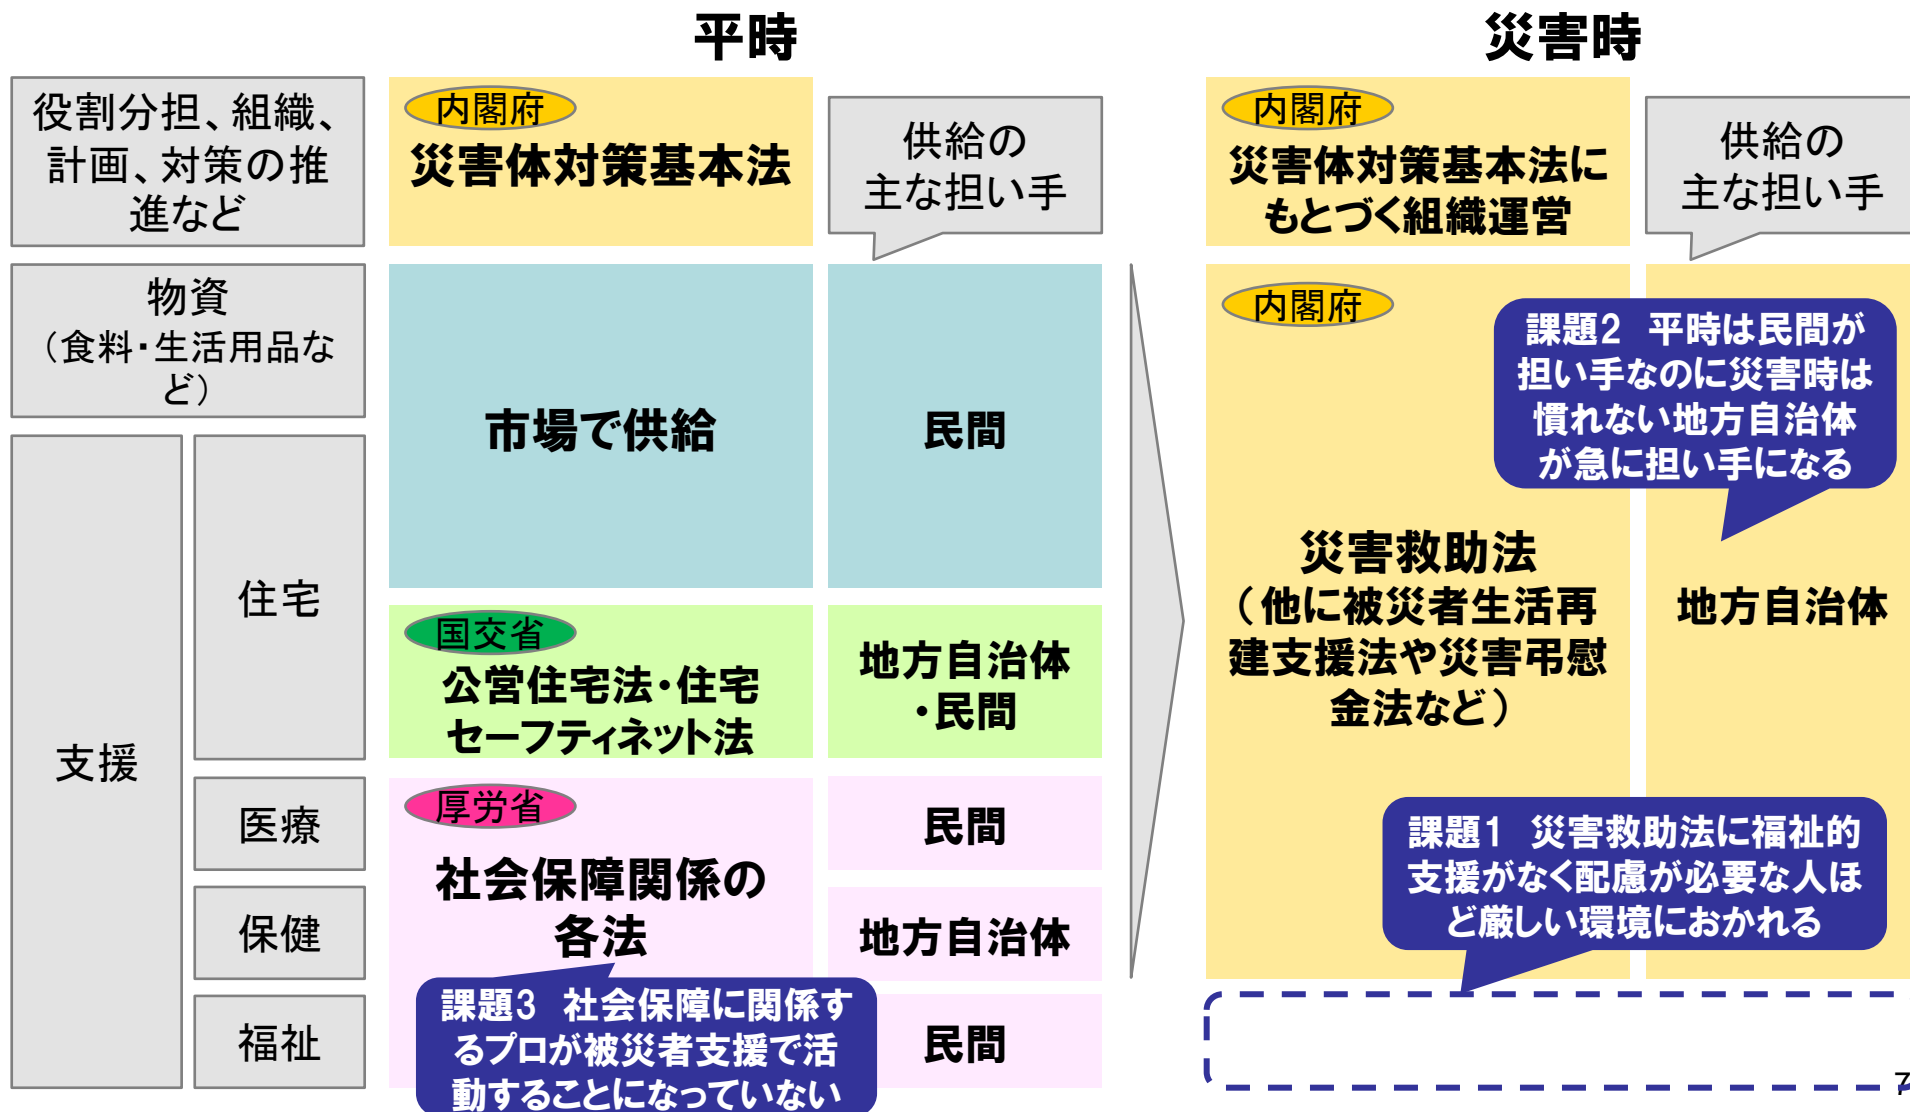 平時
災害時
役割分担、組織、
計画、対策の推
進など
内閣府
災害体対策基本法
供給の
主な担い手
内閣府
災害体対策基本法に
もとづく組織運営
供給の
主な担い手
物資
（食料・生活用品な
ど）
支援
住宅
医療
保健
福祉
市場で供給
民間
国交省
公営住宅法・住宅
セーフティネット法
地方自治体
・民間
厚労省
社会保障関係の
各法
民間
地方自治体
民間
課題3　社会保障に関係す
るプロが被災者支援で活
動することになっていない
内閣府
課題2　平時は民間が
担い手なのに災害時は
慣れない地方自治体
が急に担い手になる
災害救助法
（他に被災者生活再
建支援法や災害弔慰
金法など）
地方自治体
課題1　災害救助法に福祉的
支援がなく配慮が必要な人ほ
ど厳しい環境におかれる
7